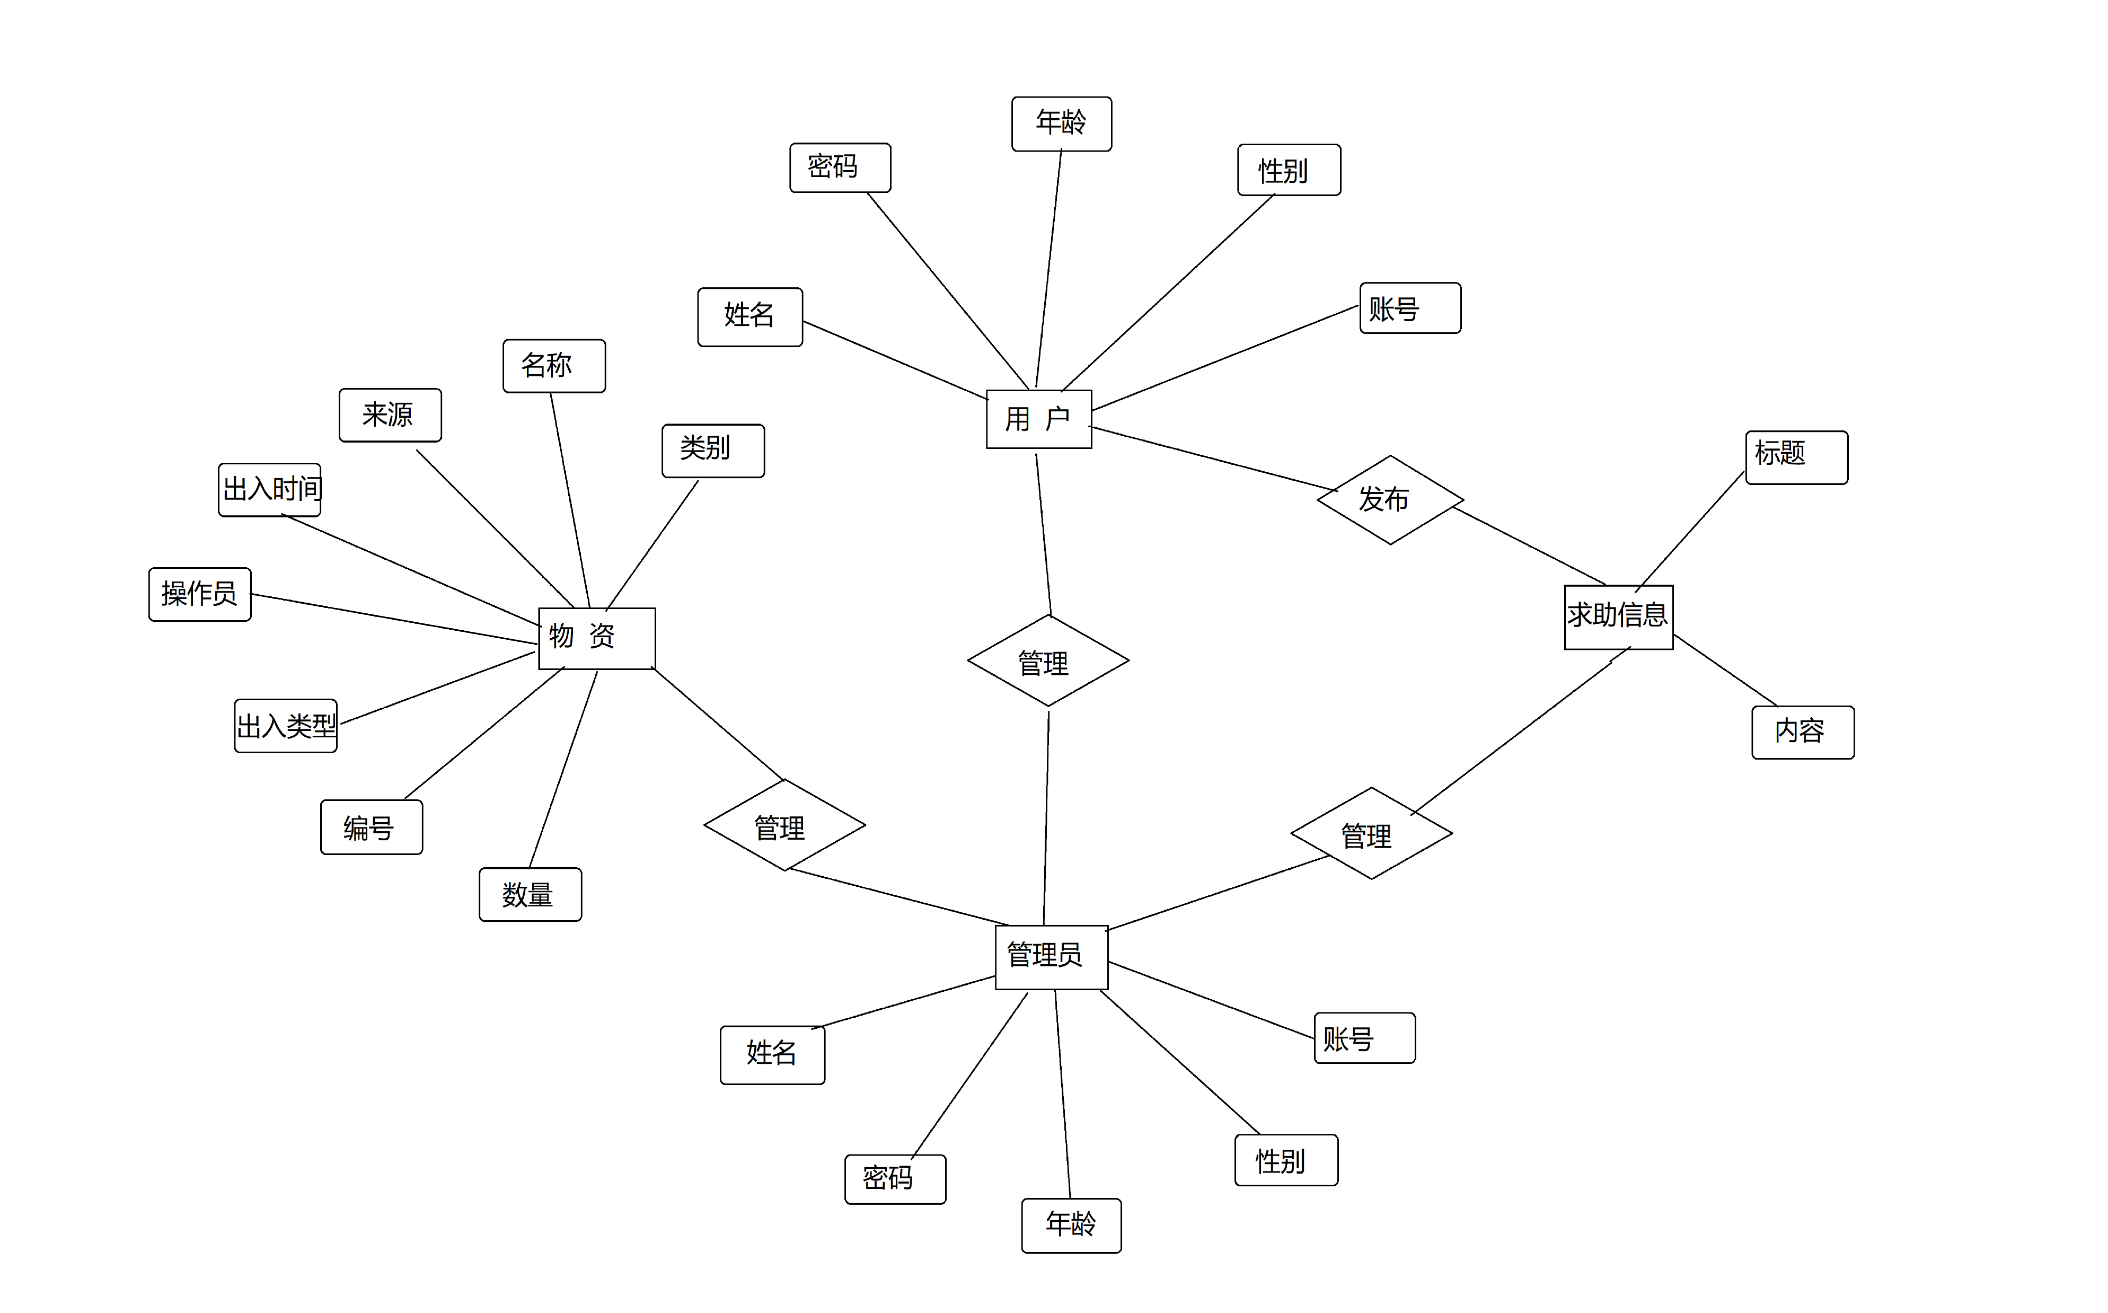 年龄
密码
性别
姓名
账号
名称
来源
用 户
类别
标题
出入时间
发布
操作员
求助信息
物 资
管理
出入类型
内容
编号
管理
管理
数量
管理员
姓名
账号
密码
性别
年龄